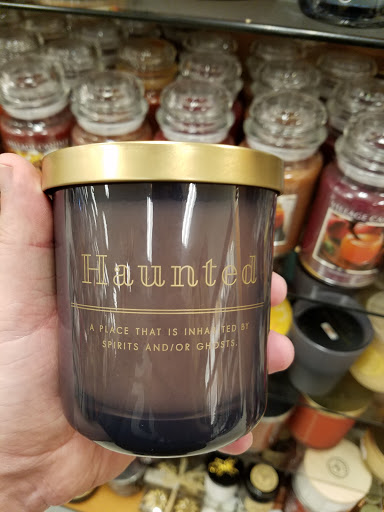 Haunted
A PLACE THAT IS INHABITED BY
SPIRITS AND/OR GHOSTS.